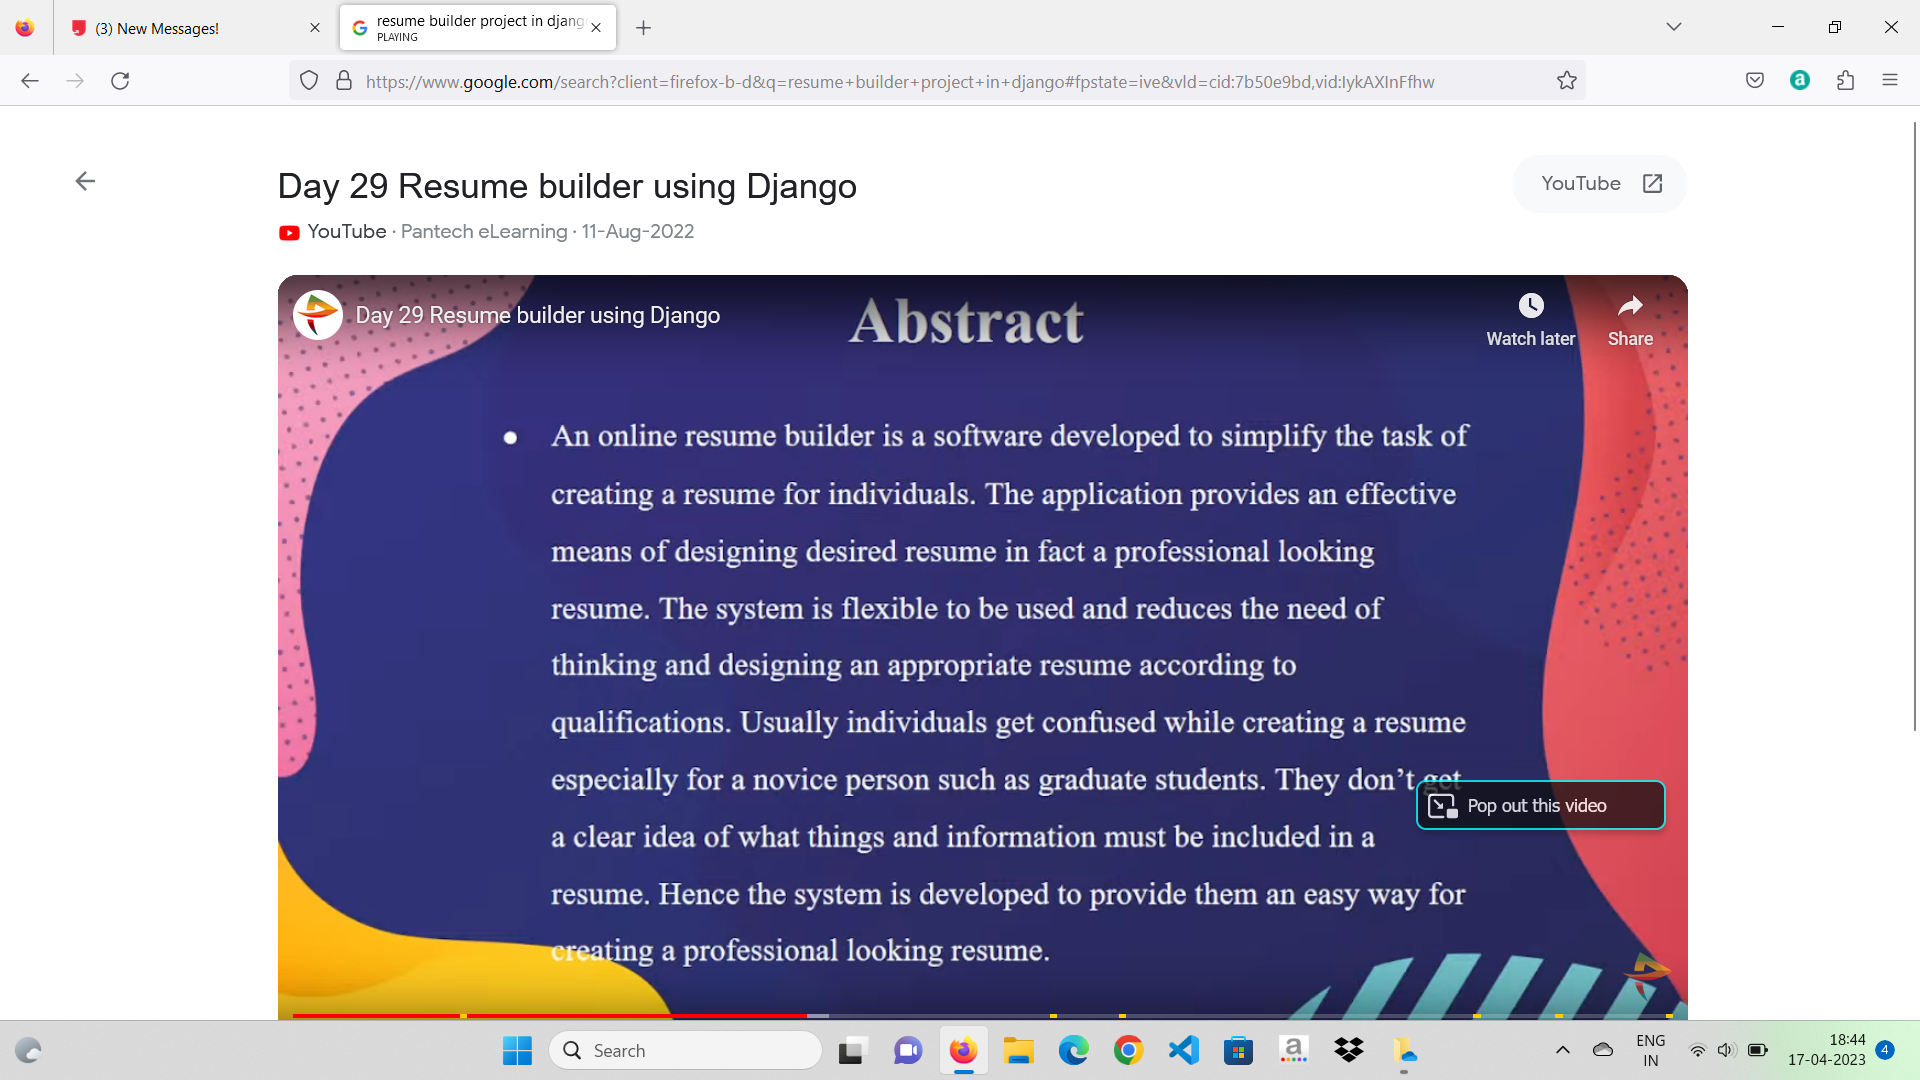 (3) New Messages!
resume builder project in djang
PLAYING
https://www.google.com/search?client=firefox-b-d&q=resume+builder+project+in+django#fpstate=ive&vld=cid:7b50e9bd,vid:IykAXInFfhw
Day 29 Resume builder using Django
YouTube
YouTube · Pantech eLearning · 11-Aug-2022
Day 29 Resume builder using Django
Abstract
Watch later
Share
● An online resume builder is a software developed to simplify the task of
creating a resume for individuals. The application provides an effective
means of designing desired resume in fact a professional looking
resume. The system is flexible to be used and reduces the need of
thinking and designing an appropriate resume according to
qualifications. Usually individuals get confused while creating a resume
especially for a novice person such as graduate students. They don’t get
Pop out this video
a clear idea of what things and information must be included in a
resume. Hence the system is developed to provide them an easy way for
creating a professional looking resume.
Search
ENG
IN
18:44
17-04-2023
4